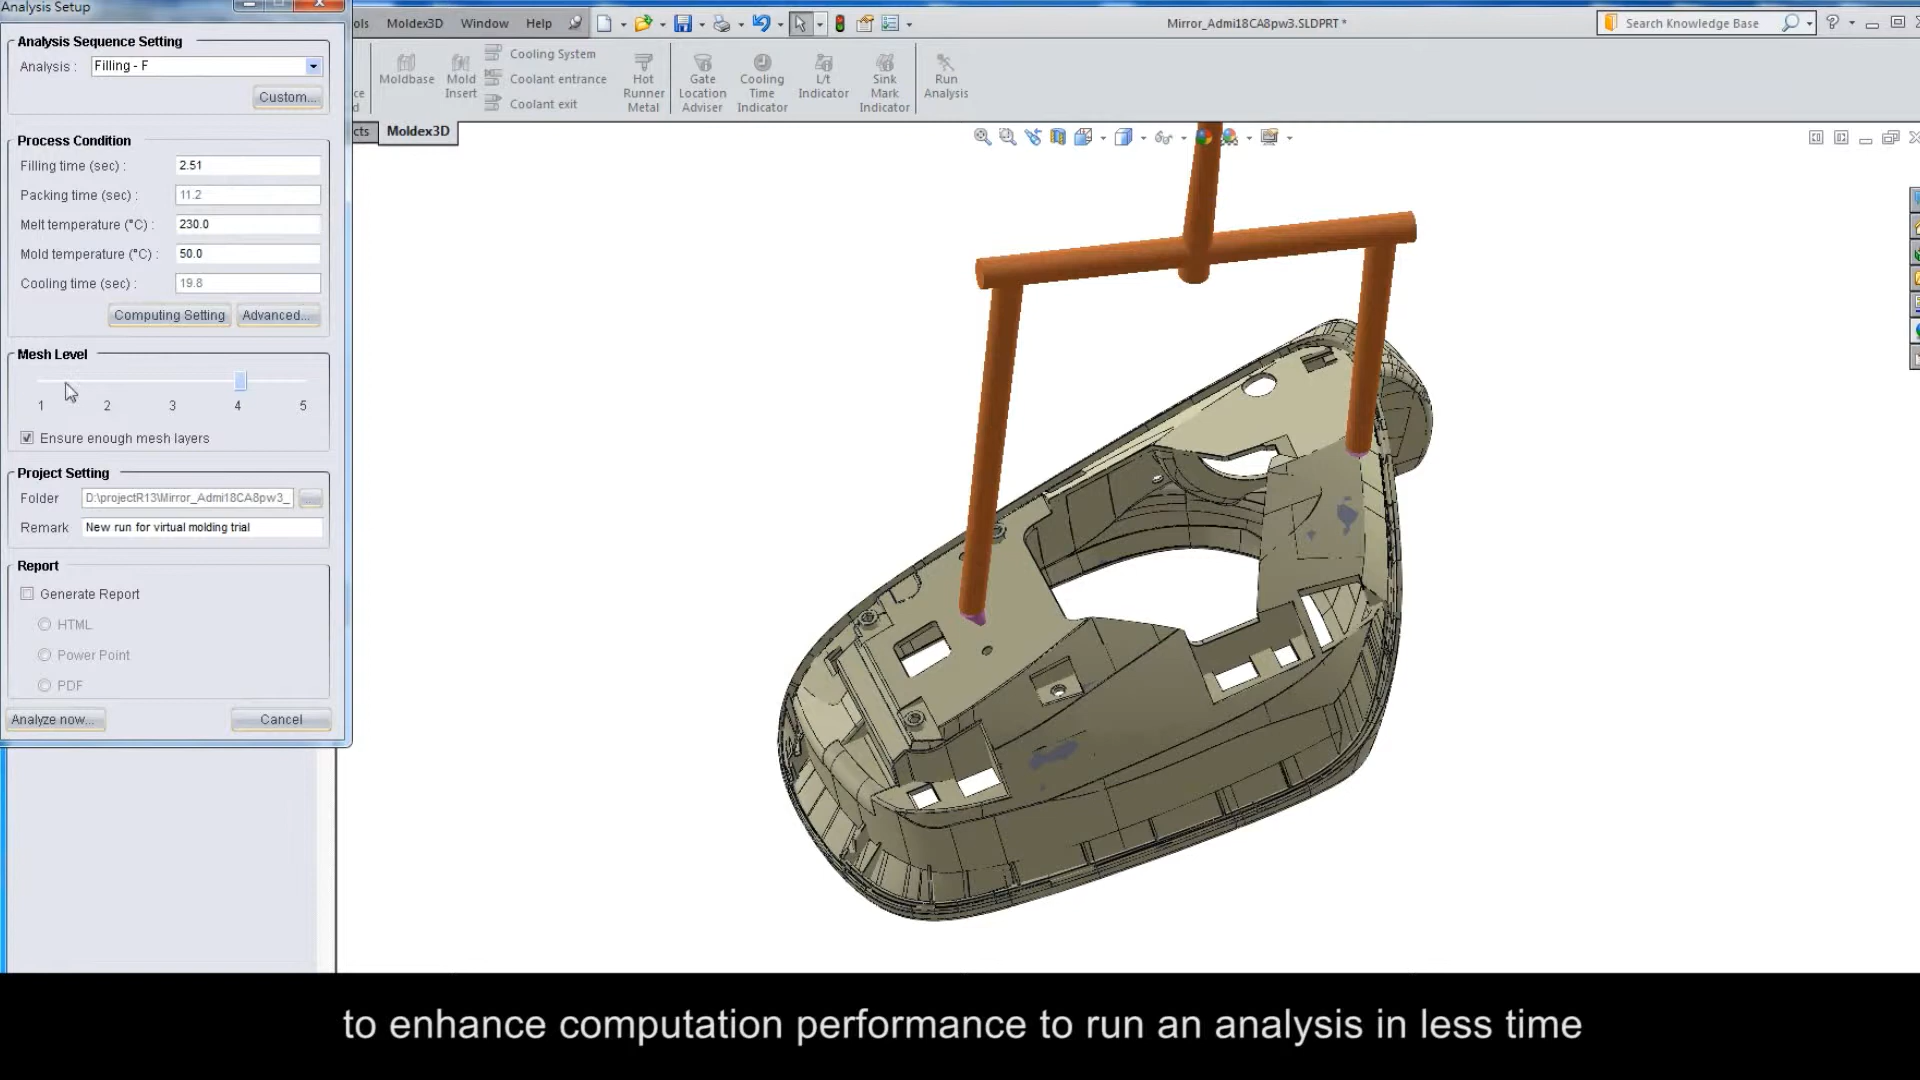 Analysis Setup
Analysis Sequence Setting
Analysis :
Filling - F
Custom...
Process Condition
Filling time (sec) :
2.51
Packing time (sec) :
11.2
Melt temperature (°C) :
230.0
Mold temperature (°C) :
50.0
Cooling time (sec) :
19.8
Computing Setting
Advanced...
Mesh Level
1 2 3 4 5
Ensure enough mesh layers
Project Setting
Folder
D:\projectR13\Mirror_Admi18CA8pw3_
Remark
New run for virtual molding trial
Report
Generate Report
HTML
Power Point
PDF
Analyze now...
Cancel
ols Moldex3D Window Help
Mirror_Admi18CA8pw3.SLDPRT *
Search Knowledge Base
?
Moldbase
Mold
Insert
Cooling System
Coolant entrance
Coolant exit
Hot
Runner
Metal
Gate
Location
Adviser
Cooling
Time
Indicator
L/t
Indicator
Sink
Mark
Indicator
Run
Analysis
cts
Moldex3D
to enhance computation performance to run an analysis in less time